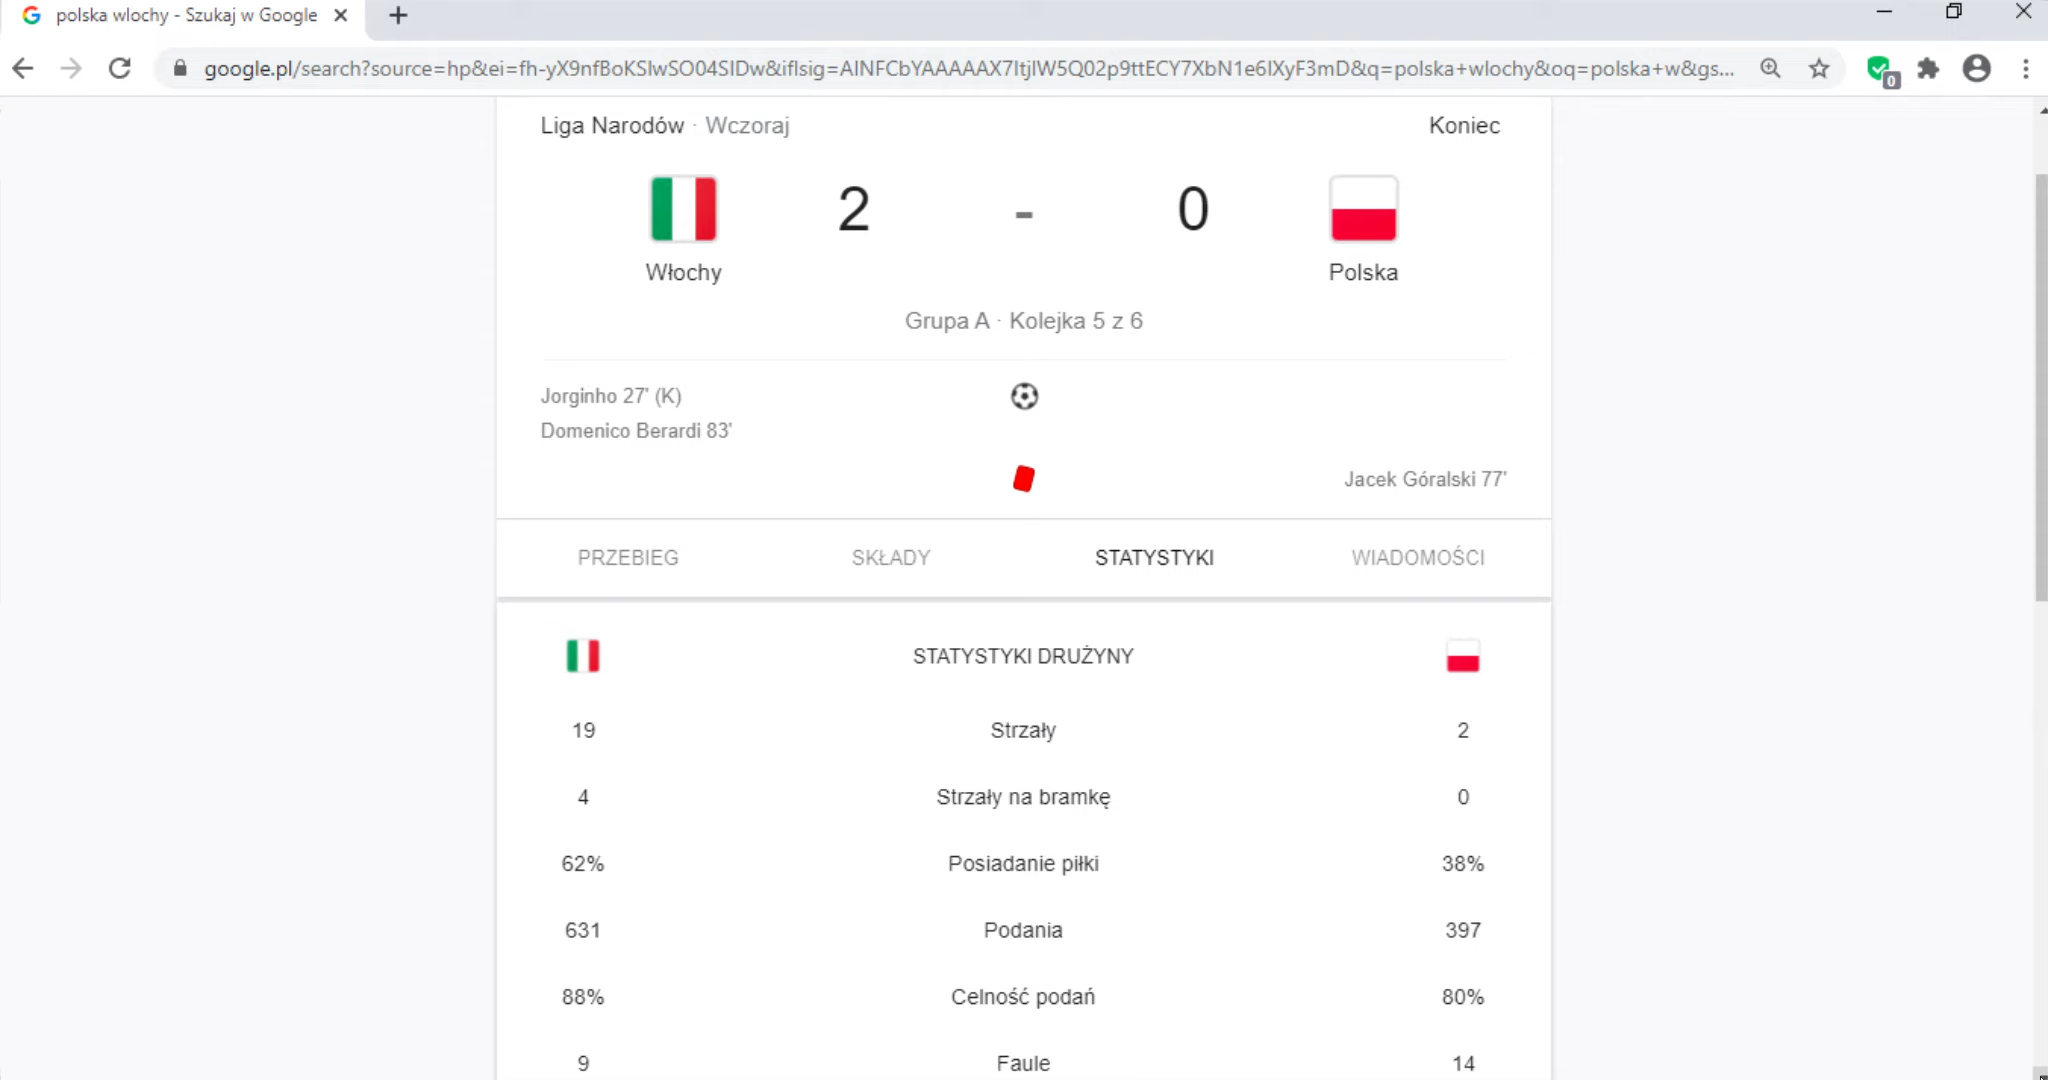 polska wlochy - Szukaj w Google
google.pl/search?source=hp&ei=fh-yX9nfBoKSlwSO04SIDw&iflsig=AINFCbYAAAAAX7ItjlW5Q02p9ttECY7XbN1e6lXyF3mD&q=polska+wlochy&oq=polska+w&gs...
0
Liga Narodów · Wczoraj
Koniec
2 - 0
Włochy
Polska
Grupa A · Kolejka 5 z 6
Jorginho 27' (K)
Domenico Berardi 83'
Jacek Góralski 77'
PRZEBIEG SKŁADY STATYSTYKI WIADOMOŚCI
STATYSTYKI DRUŻYNY
19 Strzały 2
4 Strzały na bramkę 0
62% Posiadanie piłki 38%
631 Podania 397
88% Celność podań 80%
9 Faule 14